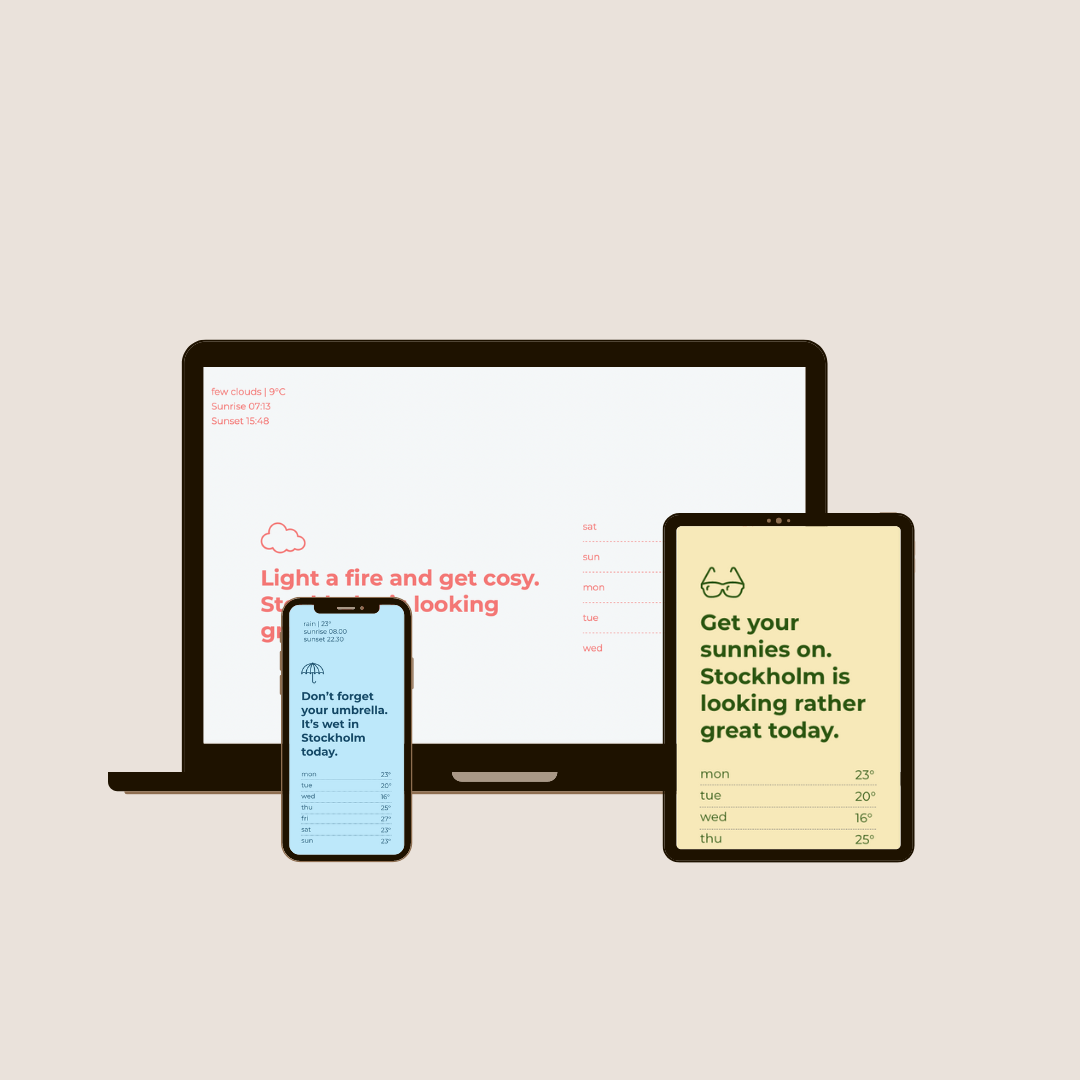 few clouds | 9°C
Sunrise 07:13
Sunset 15:48
Light a fire and get cosy.
looking
sat
sun
mon
tue
wed
rain | 23°
sunrise 08.00
sunset 22.30
Don't forget
your umbrella.
It's wet in
Stockholm
today.
mon 23°
tue 20°
wed 16°
thu 25°
fri 27°
sat 23°
sun 23°
Get your
sunnies on.
Stockholm is
looking rather
great today.
mon 23°
tue 20°
wed 16°
thu 25°